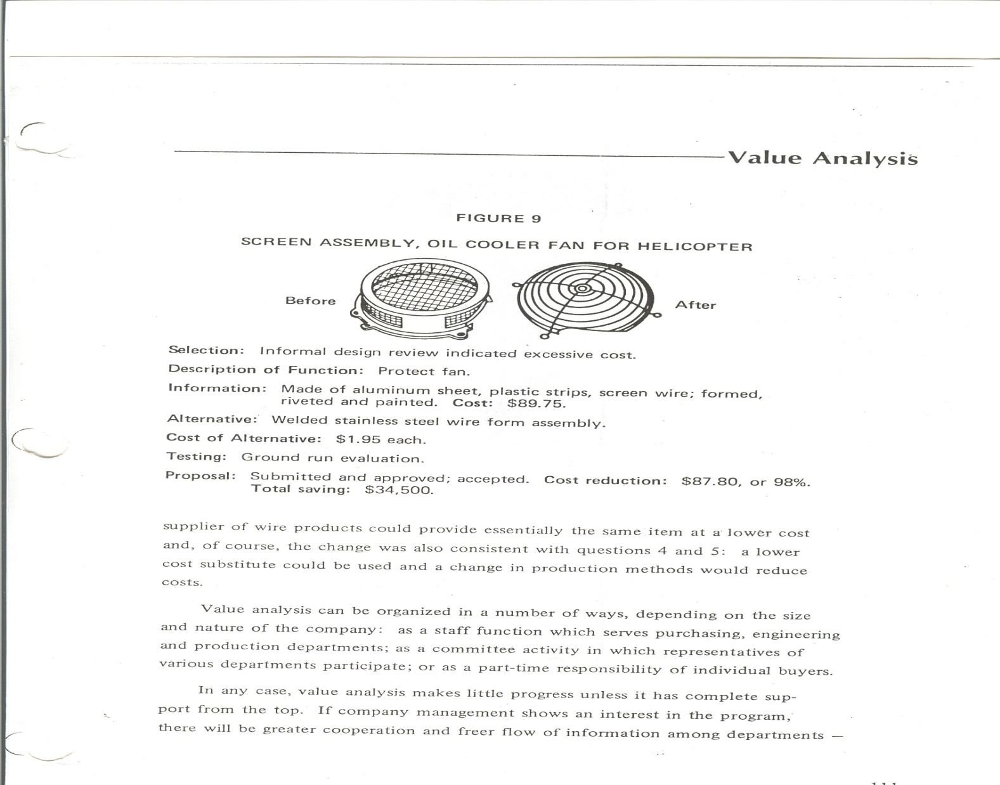 Value Analysis
FIGURE 9
SCREEN ASSEMBLY, OIL COOLER FAN FOR HELICOPTER
Before
After
Selection: Informal design review indicated excessive cost.
Description of Function: Protect fan.
Information: Made of aluminum sheet, plastic strips, screen wire; formed,
riveted and painted. Cost: $89.75.
Alternative: Welded stainless steel wire form assembly.
Cost of Alternative: $1.95 each.
Testing: Ground run evaluation.
Proposal: Submitted and approved; accepted. Cost reduction: $87.80, or 98%.
Total saving: $34,500.
supplier of wire products could provide essentially the same item at a lower cost
and, of course, the change was also consistent with questions 4 and 5: a lower
cost substitute could be used and a change in production methods would reduce
costs.
Value analysis can be organized in a number of ways, depending on the size
and nature of the company: as a staff function which serves purchasing, engineering
and production departments; as a committee activity in which representatives of
various departments participate; or as a part-time responsibility of individual buyers.
In any case, value analysis makes little progress unless it has complete sup-
port from the top. If company management shows an interest in the program,
there will be greater cooperation and freer flow of information among departments —